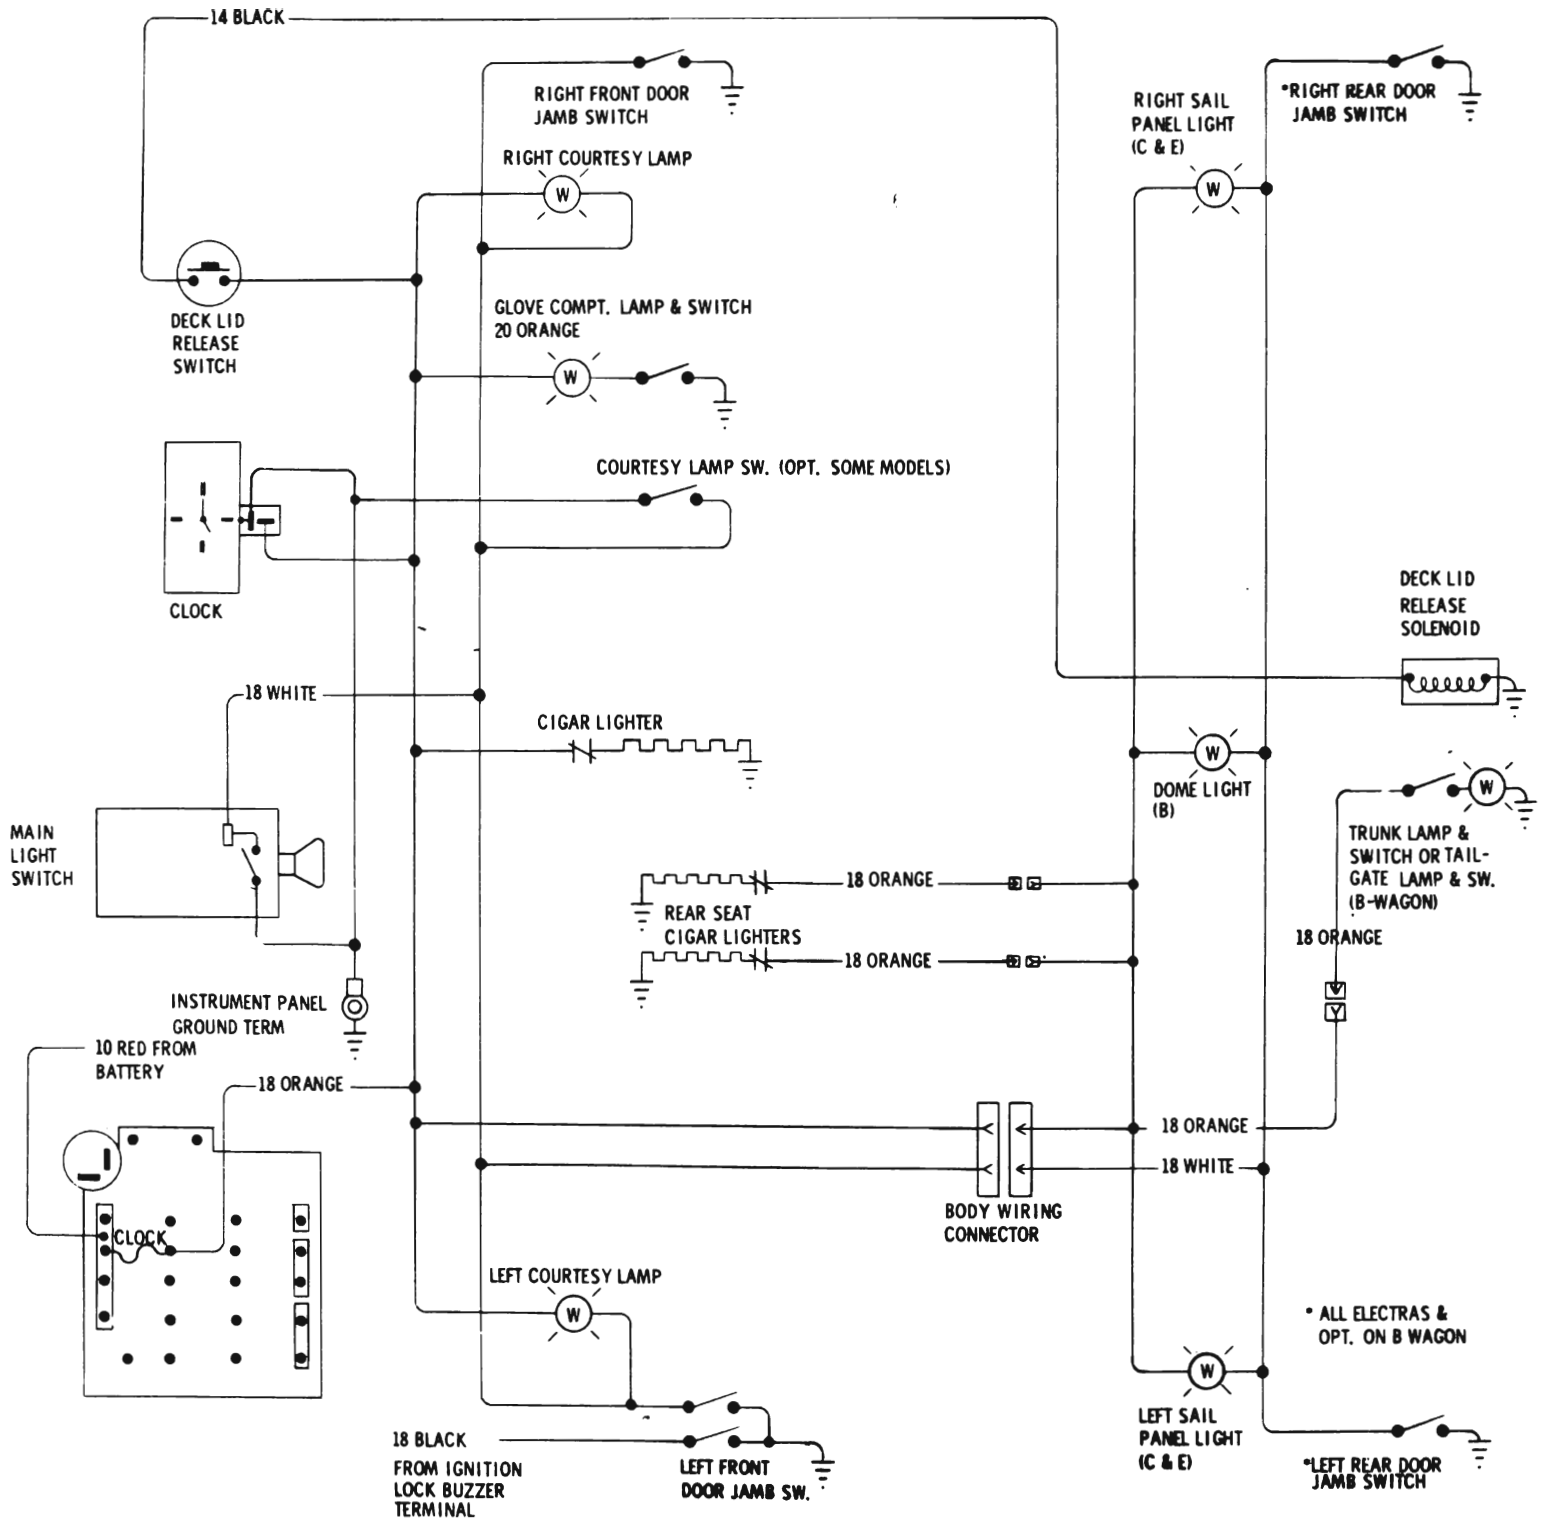 14 BLACK
RIGHT FRONT DOOR
JAMB SWITCH
RIGHT SAIL
PANEL LIGHT
(C & E)
*RIGHT REAR DOOR
JAMB SWITCH
RIGHT COURTESY LAMP
W
W
DECK LID
RELEASE
SWITCH
GLOVE COMPT. LAMP & SWITCH
20 ORANGE
W
COURTESY LAMP SW. (OPT. SOME MODELS)
CLOCK
DECK LID
RELEASE
SOLENOID
18 WHITE
CIGAR LIGHTER
W
DOME LIGHT
(B)
W
TRUNK LAMP &
SWITCH OR TAIL-
GATE LAMP & SW.
(B-WAGON)
18 ORANGE
MAIN
LIGHT
SWITCH
18 ORANGE
REAR SEAT
CIGAR LIGHTERS
18 ORANGE
INSTRUMENT PANEL
GROUND TERM
10 RED FROM
BATTERY
18 ORANGE
18 ORANGE
18 WHITE
BODY WIRING
CONNECTOR
CLOCK
LEFT COURTESY LAMP
W
* ALL ELECTRAS &
OPT. ON B WAGON
W
LEFT SAIL
PANEL LIGHT
(C & E)
18 BLACK
FROM IGNITION
LOCK BUZZER
TERMINAL
LEFT FRONT
DOOR JAMB SW.
*LEFT REAR DOOR
JAMB SWITCH